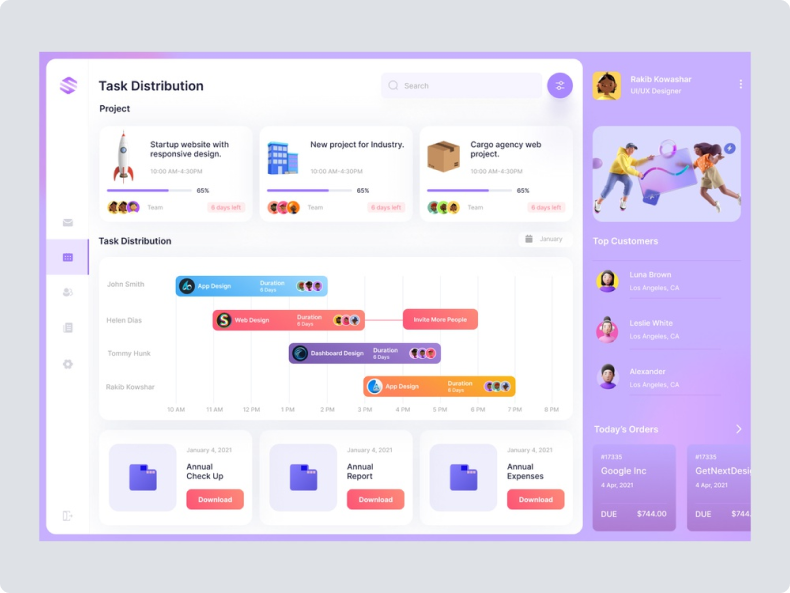 Task Distribution
Search
Project
Startup website with
responsive design.
10:00 AM-4:30PM
65%
Team
6 days left
New project for Industry.
10:00 AM-4:30PM
65%
Team
6 days left
Cargo agency web
project.
10:00 AM-4:30PM
65%
Team
6 days left
Task Distribution
January
John Smith
App Design
Duration
6 Days
Helen Dias
Web Design
Duration
6 Days
Invite More People
Tommy Hunk
Dashboard Design
Duration
6 Days
Rakib Kowshar
App Design
Duration
6 Days
10 AM
11 AM
12 PM
1 PM
2 PM
3 PM
4 PM
5 PM
6 PM
7 PM
8 PM
January 4, 2021
Annual
Check Up
Download
January 4, 2021
Annual
Report
Download
January 4, 2021
Annual
Expenses
Download
Rakib Kowashar
UI/UX Designer
Top Customers
Luna Brown
Los Angeles, CA
Leslie White
Los Angeles, CA
Alexander
Los Angeles, CA
Today's Orders
#17335
Google Inc
4 Apr, 2021
DUE $744.00
#17335
GetNextDesi
4 Apr, 2021
DUE $744.